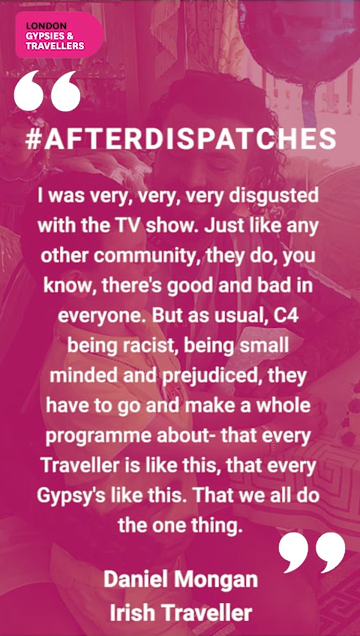 LONDON
GYPSIES &
TRAVELLERS
#AFTERDISPATCHES
I was very, very, very disgusted
with the TV show. Just like any
other community, they do, you
know, there's good and bad in
everyone. But as usual, C4
being racist, being small
minded and prejudiced, they
have to go and make a whole
programme about- that every
Traveller is like this, that every
Gypsy's like this. That we all do
the one thing.
Daniel Mongan
Irish Traveller